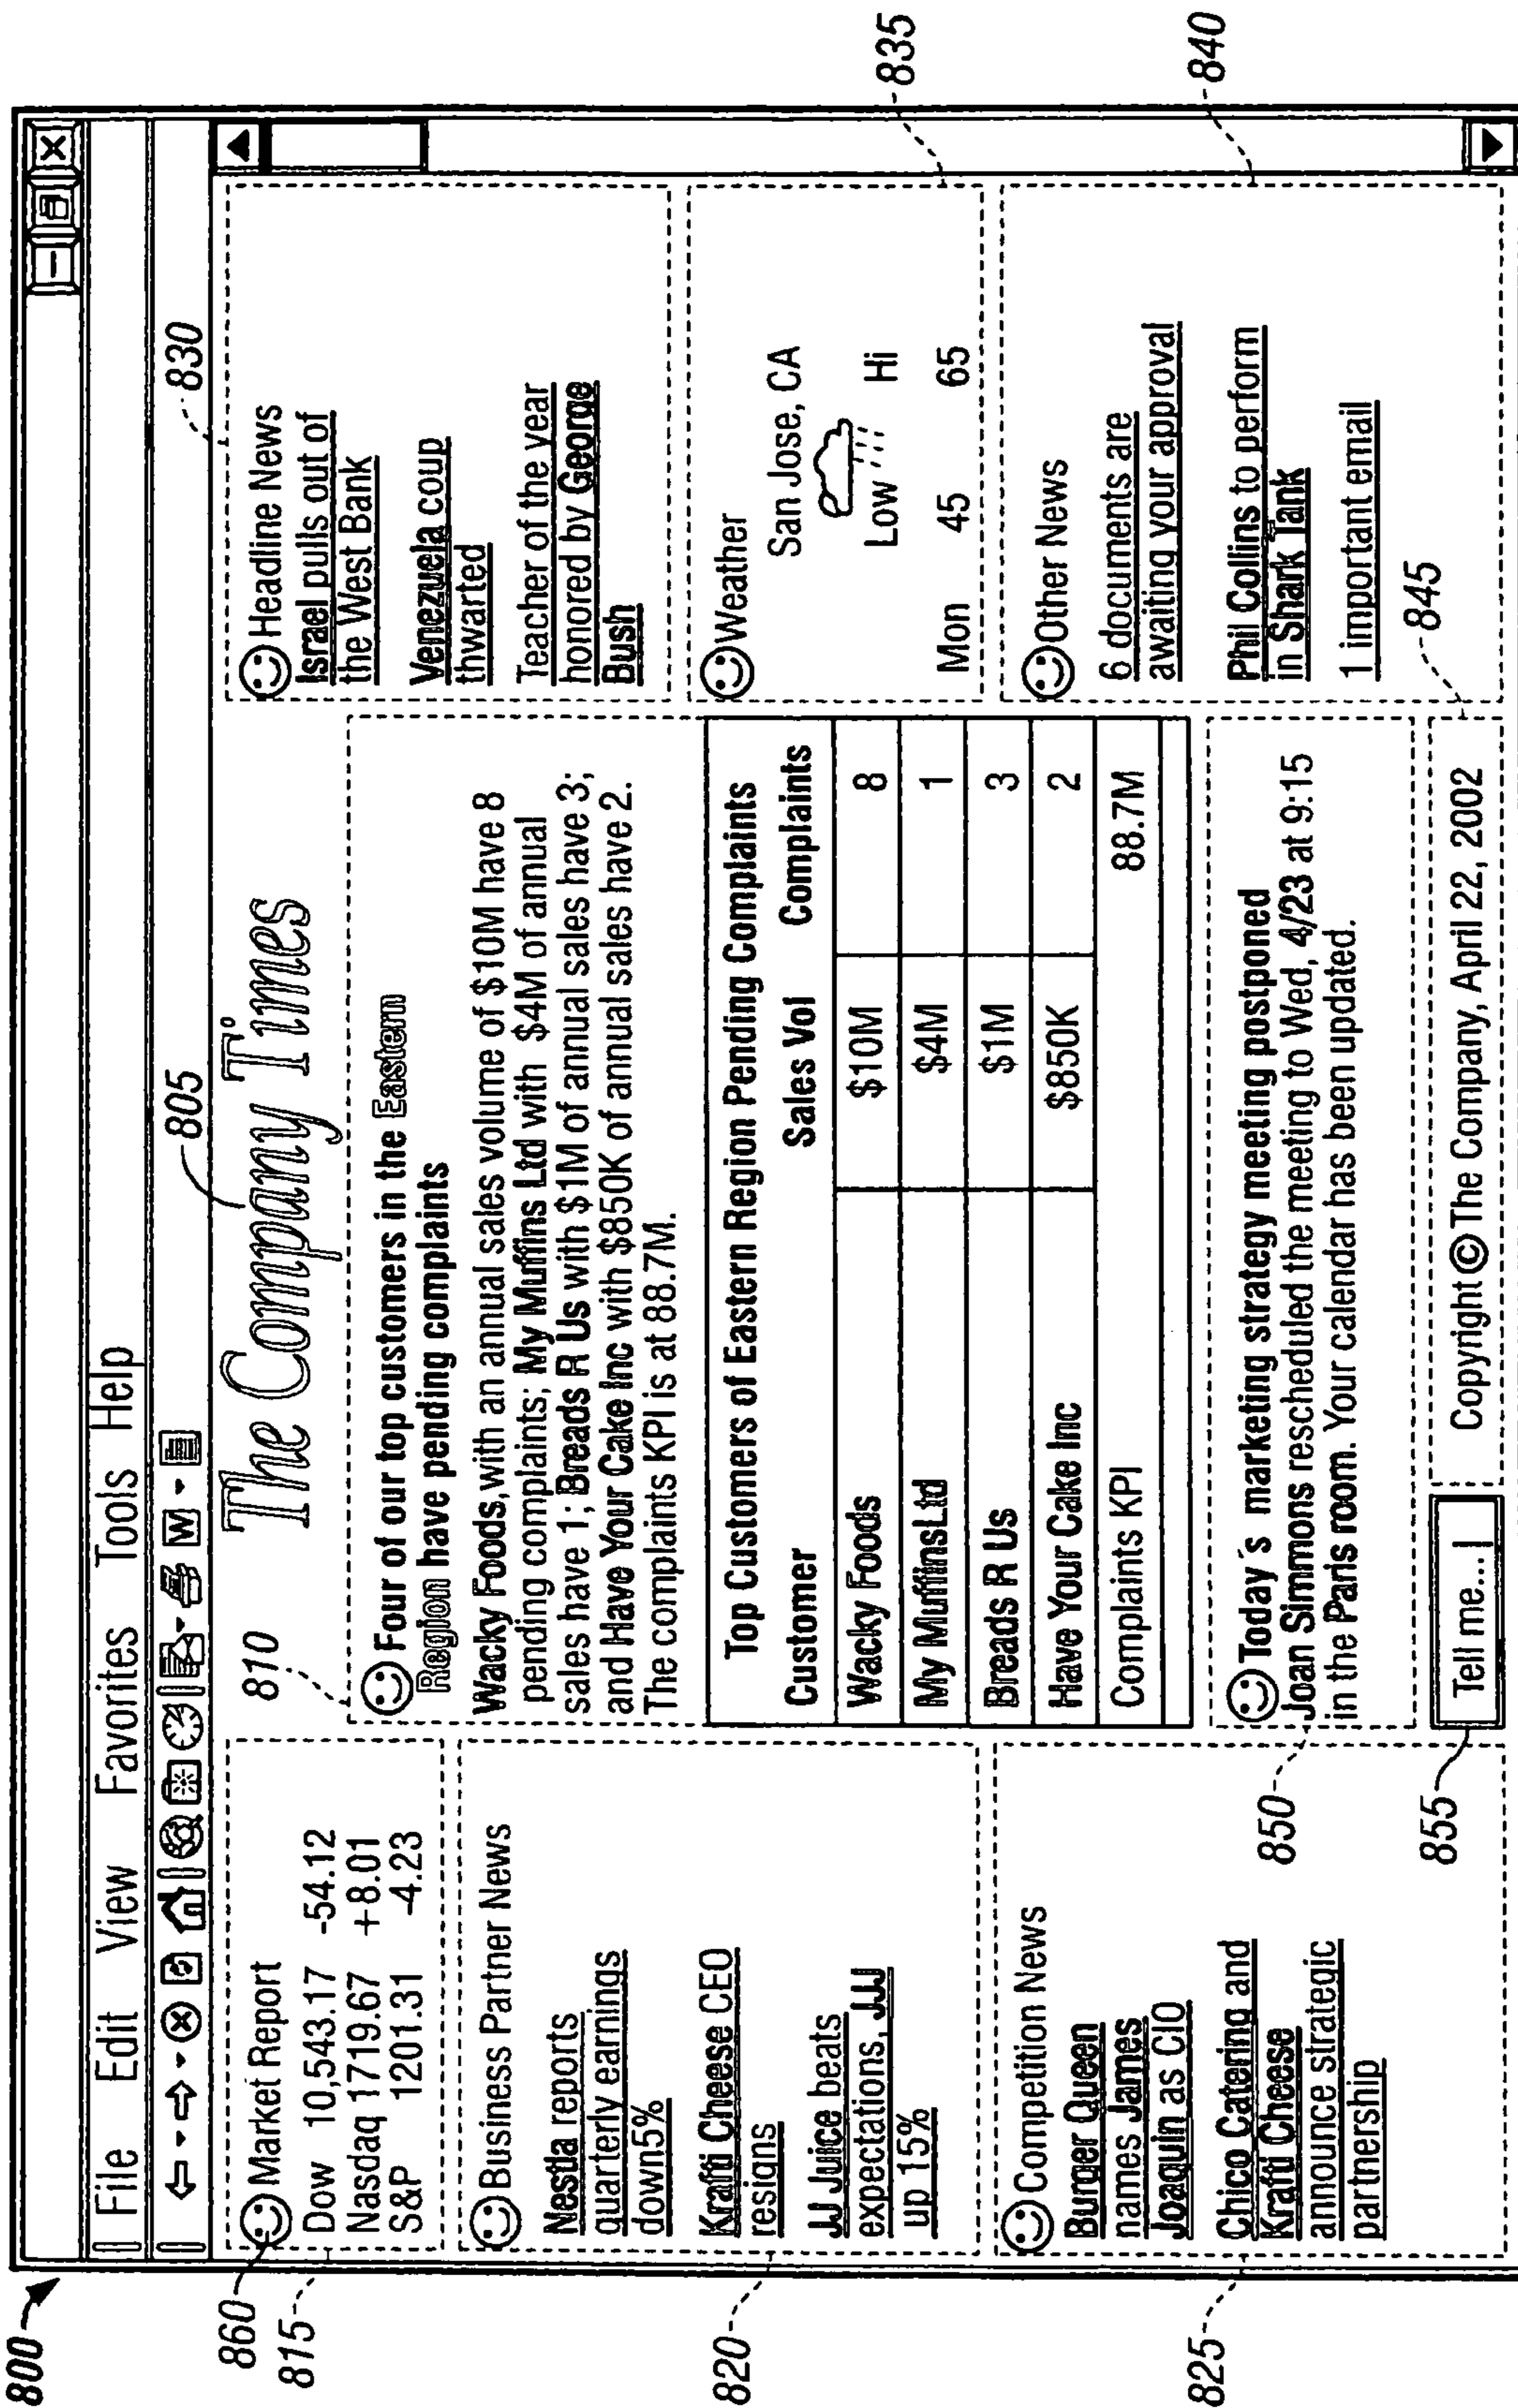 800
File Edit View Favorites Tools Help
W
805
830
The Company Times
860
815
Market Report
Dow 10,543.17 -54.12
Nasdaq 1719.67 +8.01
S&P 1201.31 -4.23
820
Business Partner News
Nestla reports
quarterly earnings
down5%
Krafti Cheese CEO
resigns
JJ Juice beats
expectations, JJJ
up 15%
825
Competition News
Burger Queen
names James
Joaquin as CIO
Chico Catering and
Krafti Cheese
announce strategic
partnership
810
Four of our top customers in the Eastern
Region have pending complaints
Wacky Foods, with an annual sales volume of $10M have 8
pending complaints; My Muffins Ltd with $4M of annual
sales have 1; Breads R Us with $1M of annual sales have 3;
and Have Your Cake Inc with $850K of annual sales have 2.
The complaints KPI is at 88.7M.
Top Customers of Eastern Region Pending Complaints
Customer Sales Vol Complaints
Wacky Foods $10M 8
My MuffinsLtd $4M 1
Breads R Us $1M 3
Have Your Cake Inc $850K 2
Complaints KPI 88.7M
850
Today´s marketing strategy meeting postponed
Joan Simmons rescheduled the meeting to Wed, 4/23 at 9:15
in the Paris room. Your calendar has been updated.
855
Tell me...
Copyright © The Company, April 22, 2002
845
Headline News
Israel pulls out of
the West Bank
Venezuela coup
thwarted
Teacher of the year
honored by George
Bush
835
Weather
San Jose, CA
Low Hi
Mon 45 65
840
Other News
6 documents are
awaiting your approval
Phil Collins to perform
in Shark Tank
1 important email